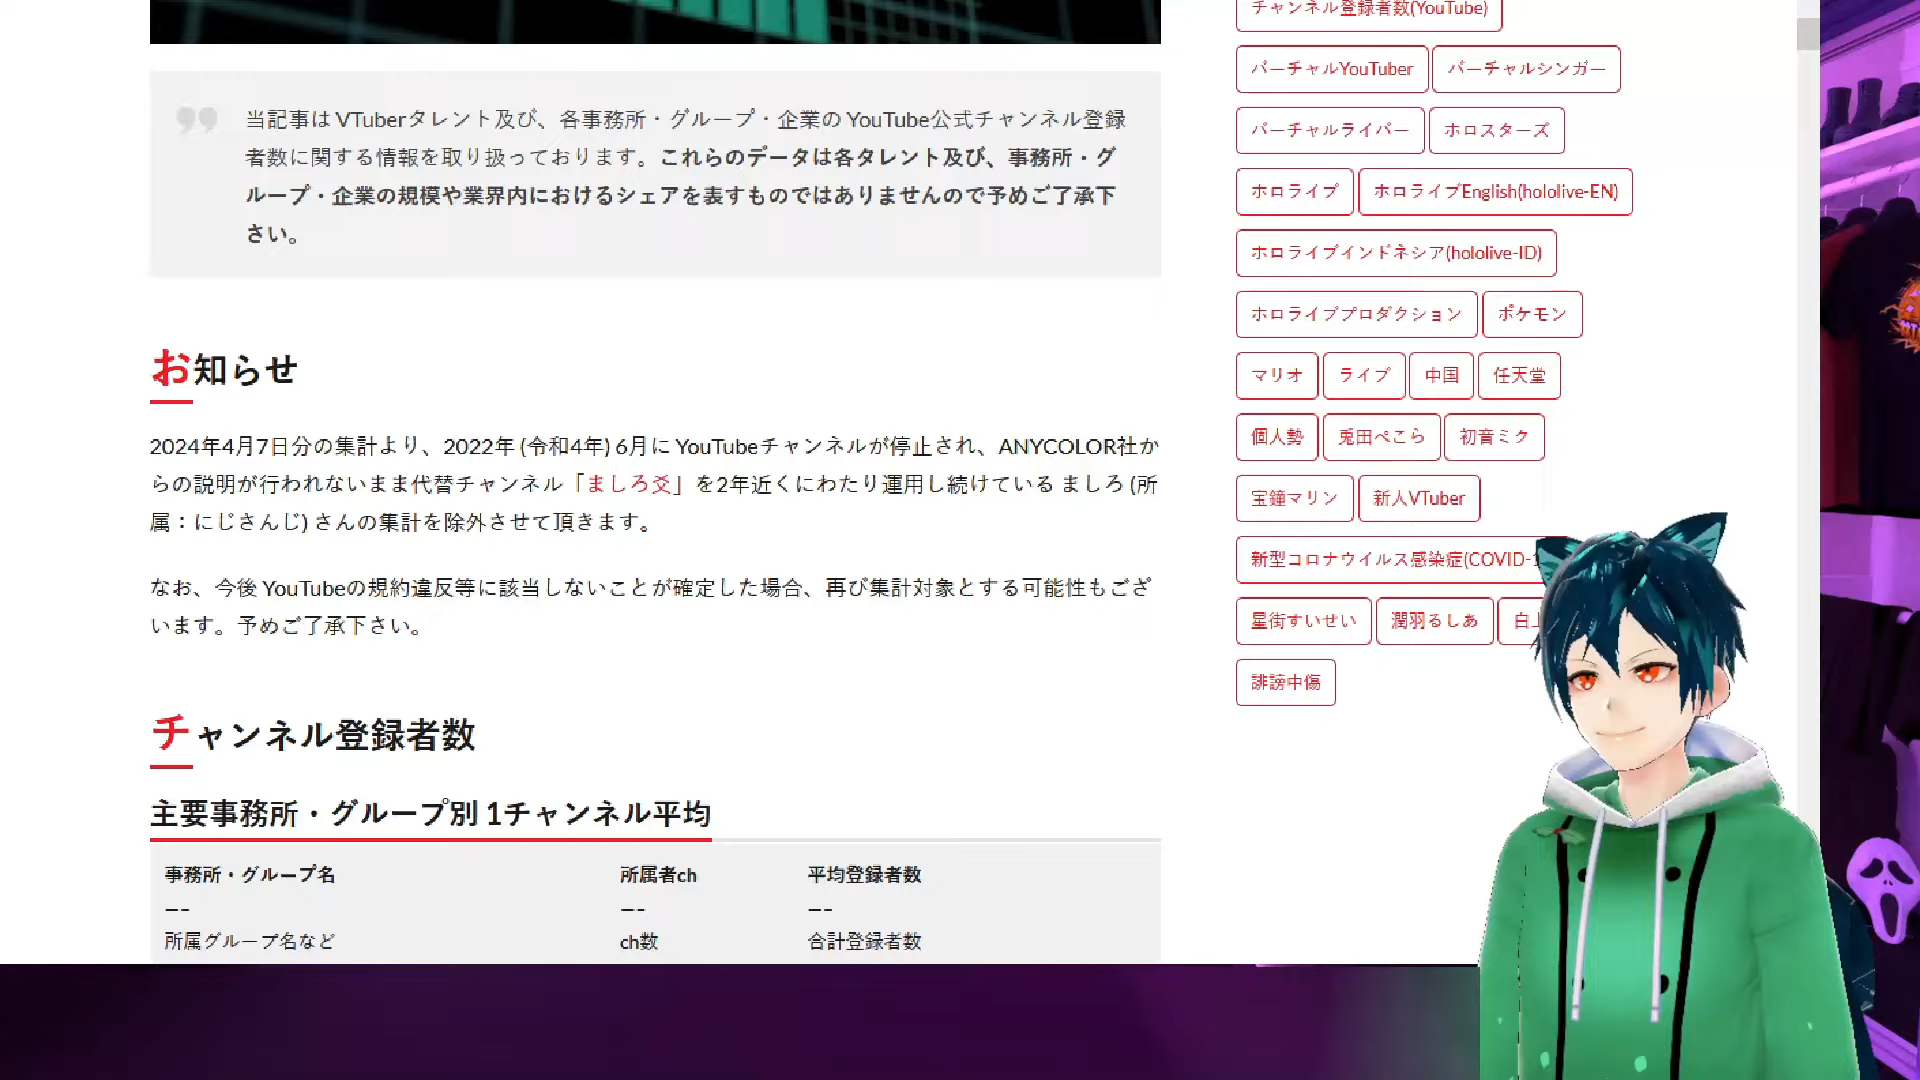 当記事は VTuberタレント及び、各事務所・グループ・企業の YouTube公式チャンネル登録
者数に関する情報を取り扱っております。これらのデータは各タレント及び、事務所・グ
ループ・企業の規模や業界内におけるシェアを表すものではありませんので予めご了承下
さい。
お知らせ
2024年4月7日分の集計より、2022年 (令和4年) 6月に YouTubeチャンネルが停止され、ANYCOLOR社か
らの説明が行われないまま代替チャンネル「ましろ爻」を2年近くにわたり運用し続けている ましろ (所
属：にじさんじ) さんの集計を除外させて頂きます。
なお、今後 YouTubeの規約違反等に該当しないことが確定した場合、再び集計対象とする可能性もござ
います。予めご了承下さい。
チャンネル登録者数
主要事務所・グループ別 1チャンネル平均
事務所・グループ名 所属者ch 平均登録者数
—– —– —–
所属グループ名など ch数 合計登録者数
チャンネル登録者数(YouTube)
バーチャルYouTuber バーチャルシンガー
バーチャルライバー ホロスターズ
ホロライブ ホロライブEnglish(hololive-EN)
ホロライブインドネシア(hololive-ID)
ホロライブプロダクション ポケモン
マリオ ライブ 中国 任天堂
個人勢 兎田ぺこら 初音ミク
宝鐘マリン 新人VTuber
新型コロナウイルス感染症(COVID-1
星街すいせい 潤羽るしあ 白上
誹謗中傷